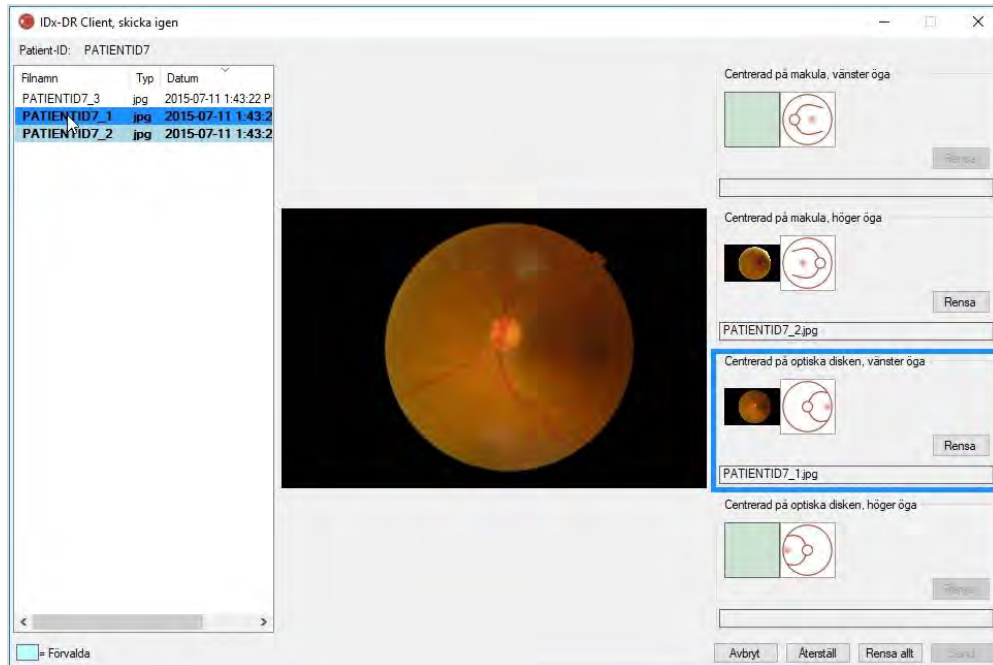 IDx-DR Client, skicka igen
Patient-ID: PATIENTID7
Filnamn Typ Datum
PATIENTID7_3 jpg 2015-07-11 1:43:22 P
PATIENTID7_1 jpg 2015-07-11 1:43:2
PATIENTID7_2 jpg 2015-07-11 1:43:2
= Förvalda
Centrerad på makula, vänster öga
Rensa
Centrerad på makula, höger öga
Rensa
PATIENTID7_2.jpg
Centrerad på optiska disken, vänster öga
Rensa
PATIENTID7_1.jpg
Centrerad på optiska disken, höger öga
Rensa
Avbryt Återställ Rensa allt